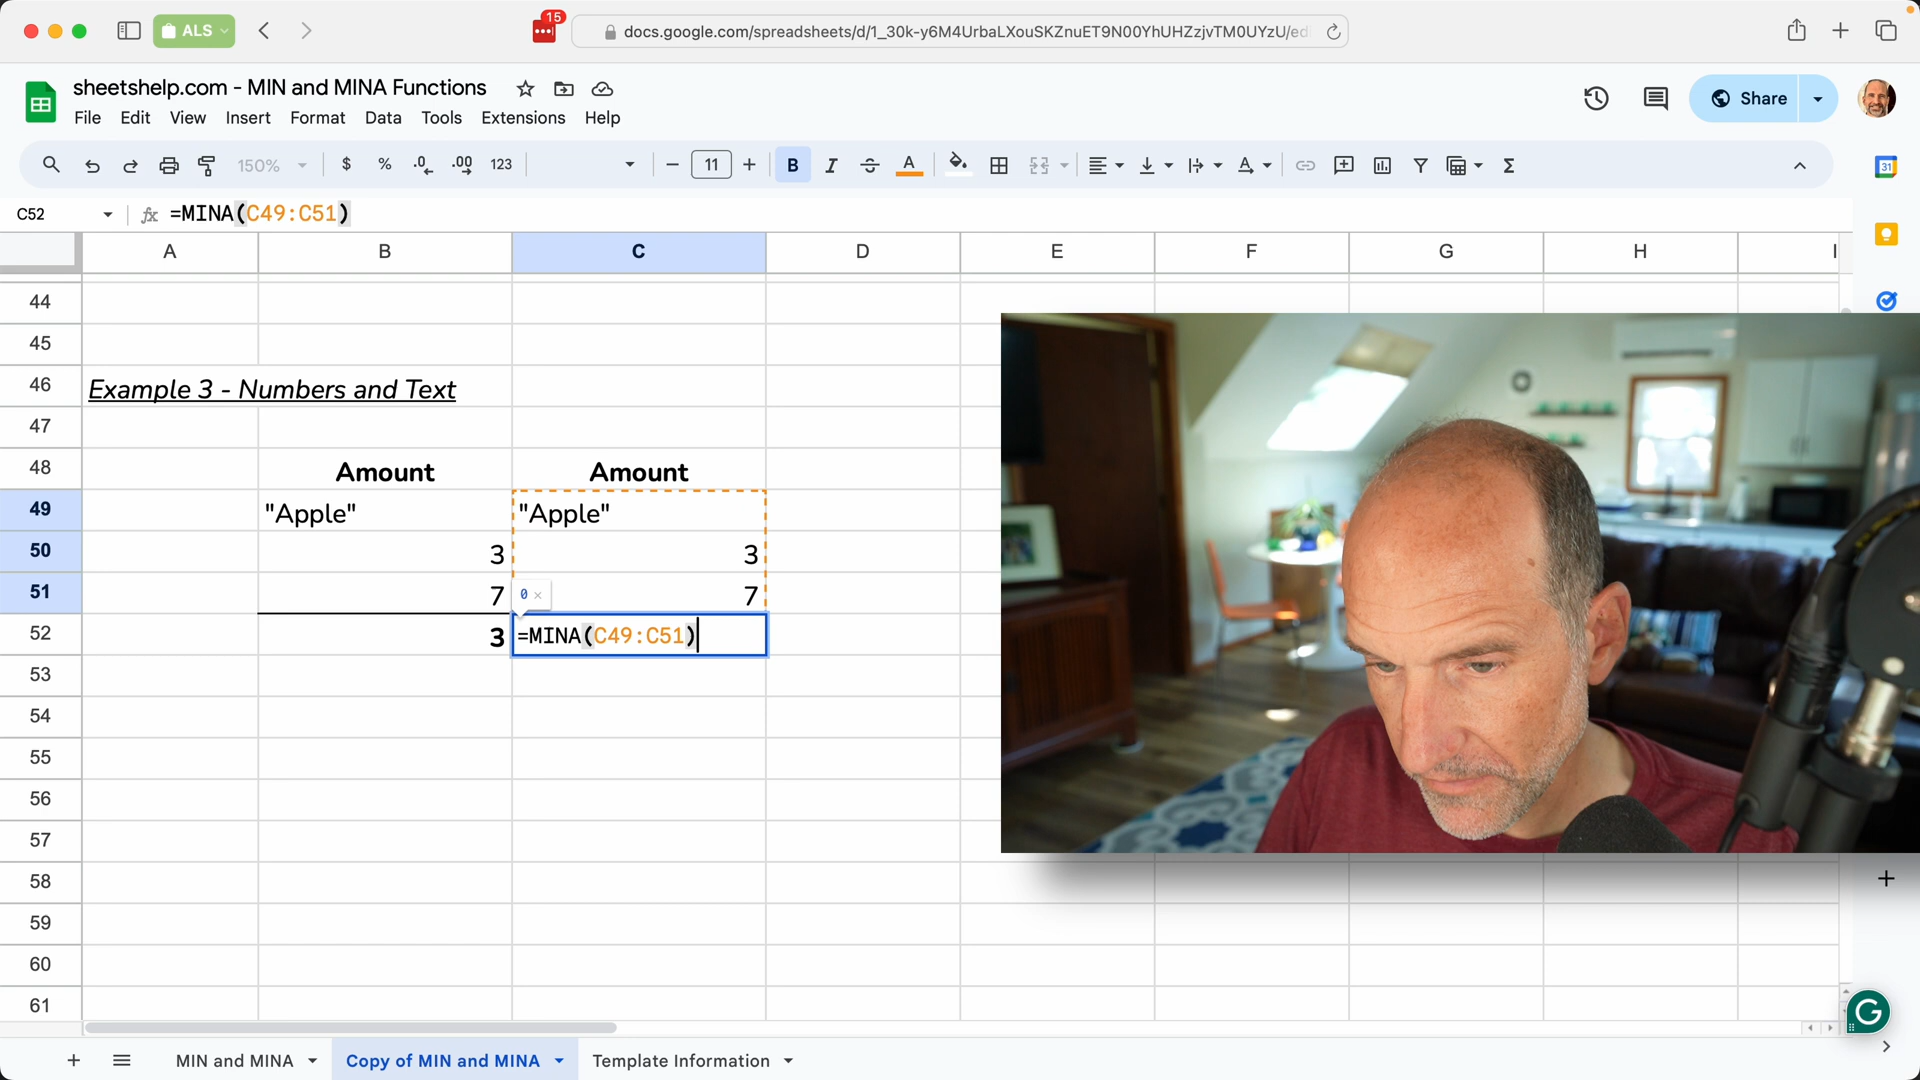 15
ALS
docs.google.com/spreadsheets/d/1_30k-y6M4UrbaLXouSKZnuET9N00YhUHZzjvTM0UYzU/ed
sheetshelp.com - MIN and MINA Functions
File Edit View Insert Format Data Tools Extensions Help
Share
150% $ % .0 .00 123 11 B I A A Σ
31
C52 fx =MINA(C49:C51)
A B C D E F G H I
44
45
46 Example 3 - Numbers and Text
47
48 Amount Amount
49 "Apple" "Apple"
50 3 3
51 7 0 × 7
52 3 =MINA(C49:C51)
53
54
55
56
57
58
59
60
61
G
+ MIN and MINA Copy of MIN and MINA Template Information